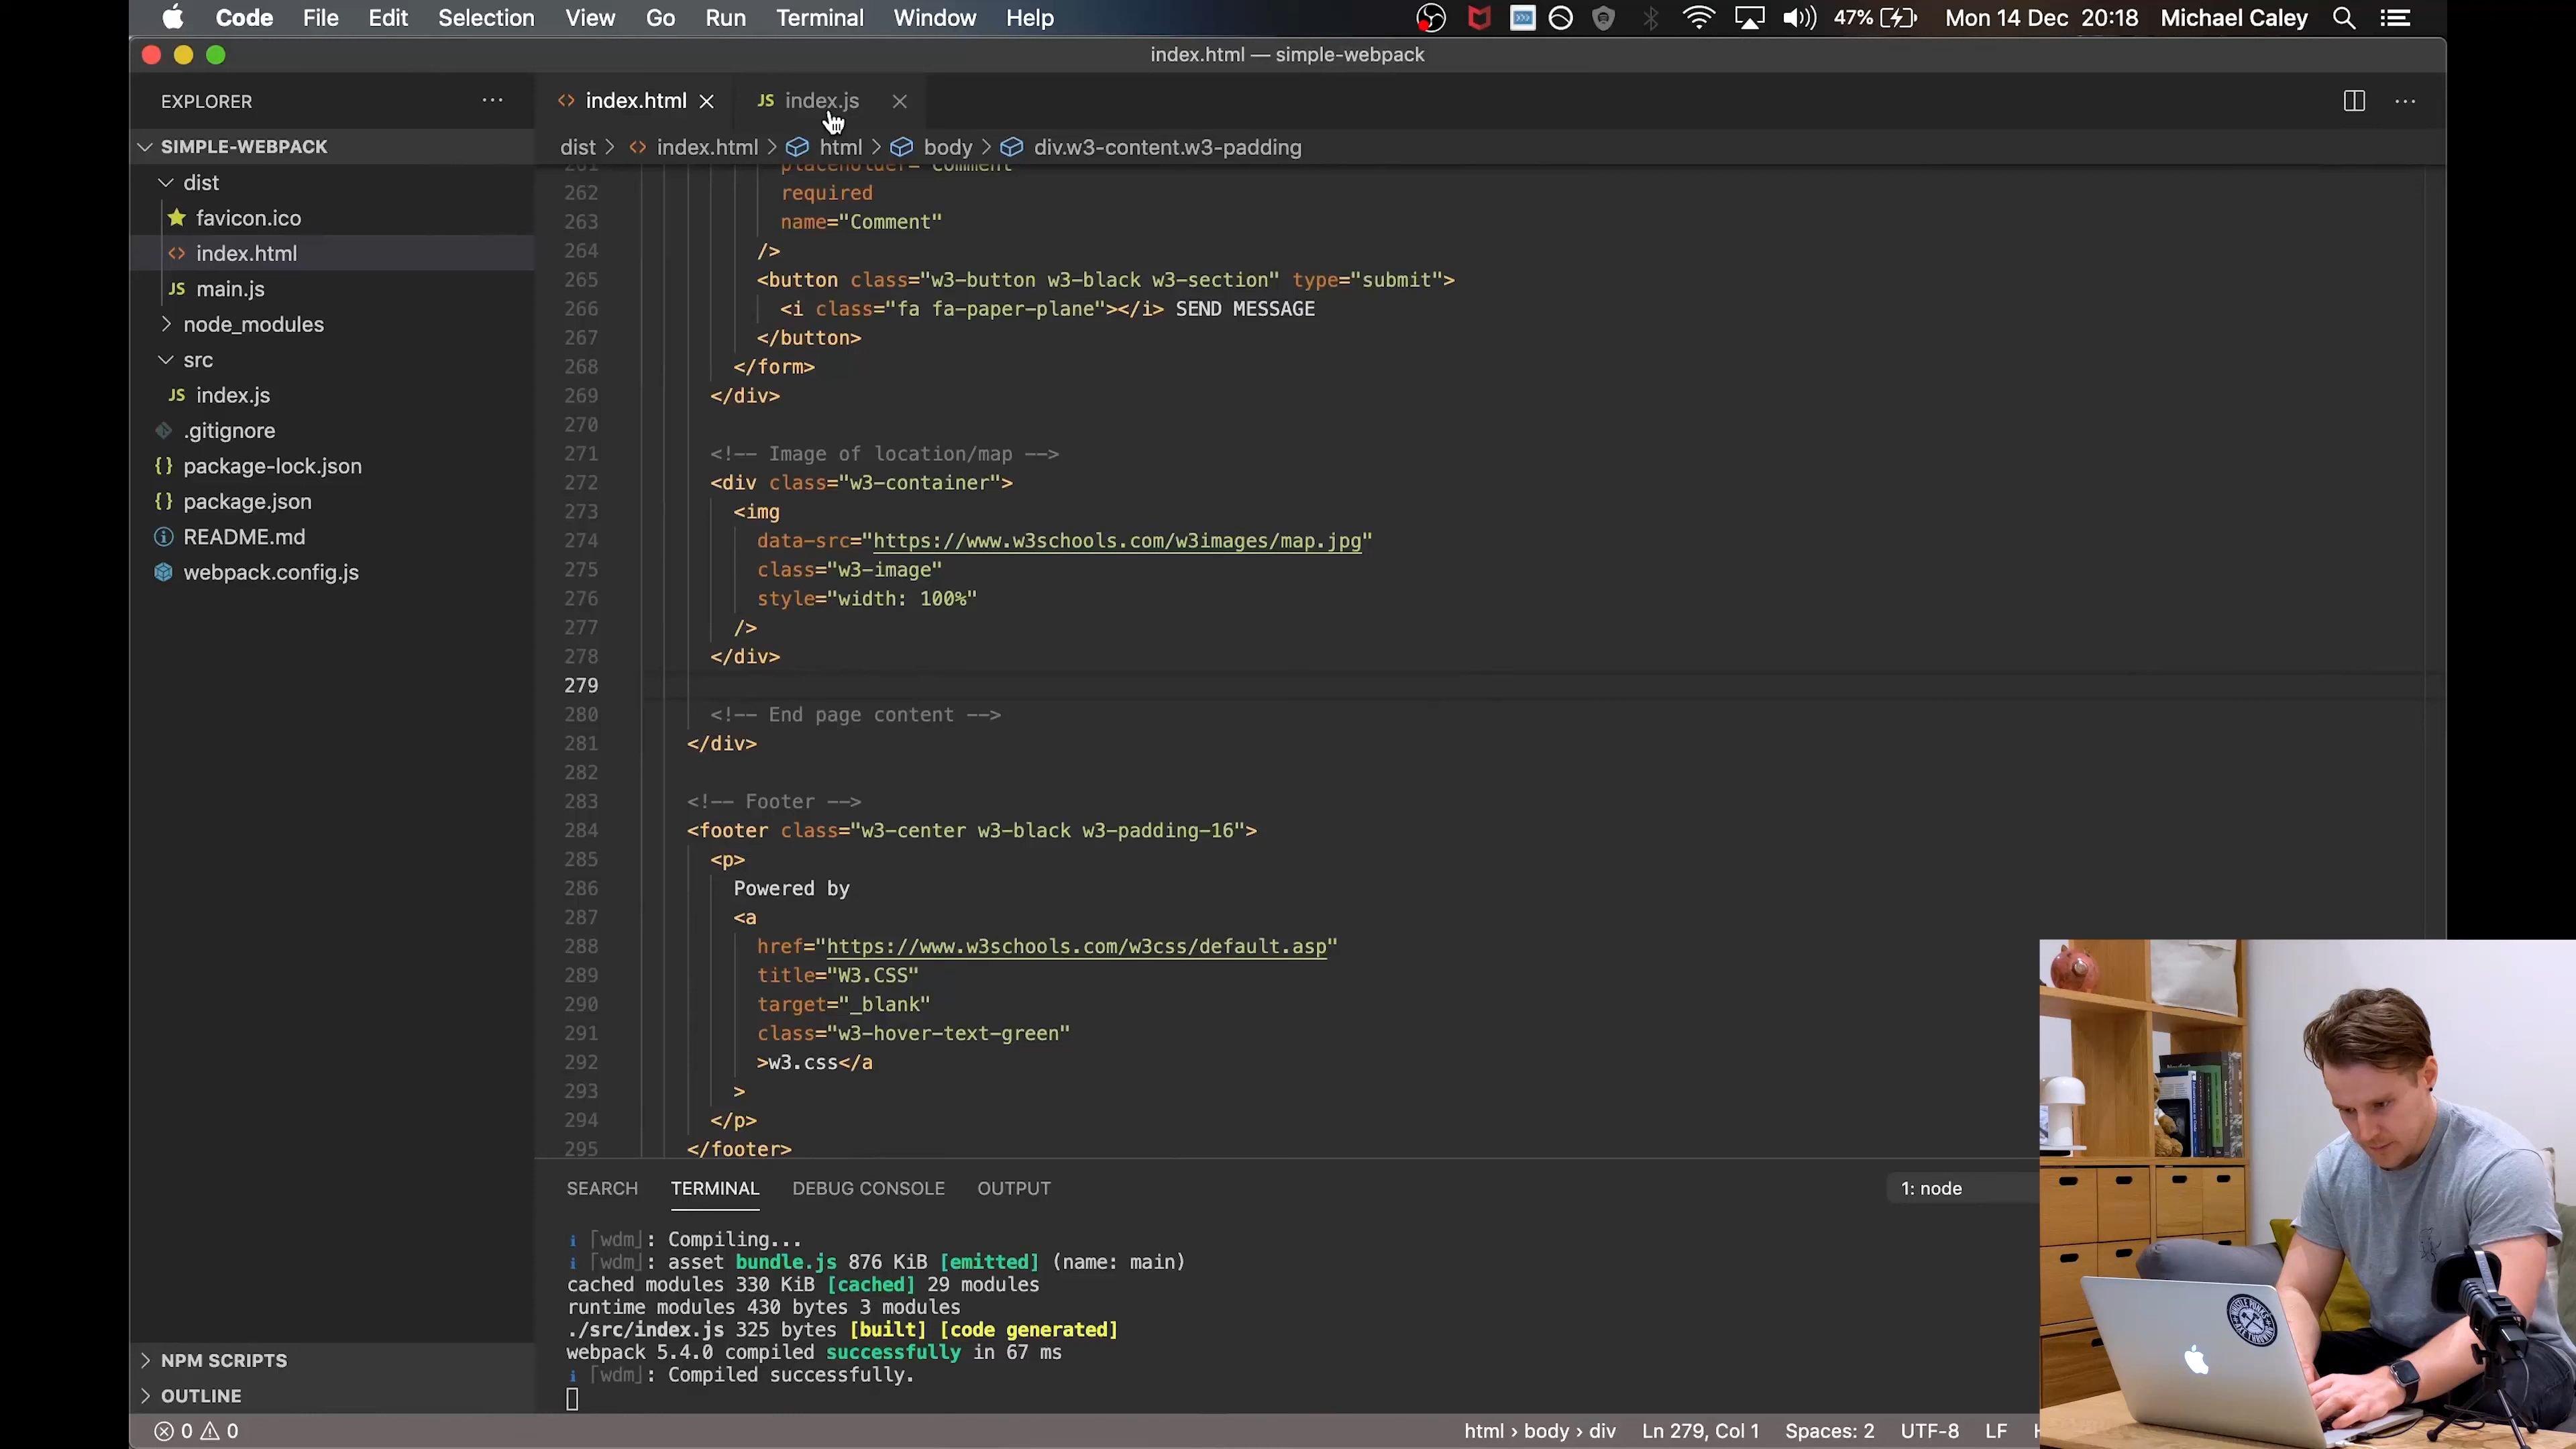 Code File Edit Selection View Go Run Terminal Window Help 47% Mon 14 Dec 20:18 Michael Caley
index.html — simple-webpack
EXPLORER
SIMPLE-WEBPACK
dist
favicon.ico
index.html
JS main.js
node_modules
src
JS index.js
.gitignore
{} package-lock.json
{} package.json
README.md
webpack.config.js
NPM SCRIPTS
OUTLINE
<> index.html JS index.js
dist > <> index.html > html > body > div.w3-content.w3-padding
261 placeholder="Comment"
262 required
263 name="Comment"
264 />
265 <button class="w3-button w3-black w3-section" type="submit">
266 <i class="fa fa-paper-plane"></i> SEND MESSAGE
267 </button>
268 </form>
269 </div>
270
271 <!-- Image of location/map -->
272 <div class="w3-container">
273 <img
274 data-src="https://www.w3schools.com/w3images/map.jpg"
275 class="w3-image"
276 style="width: 100%"
277 />
278 </div>
279
280 <!-- End page content -->
281 </div>
282
283 <!-- Footer -->
284 <footer class="w3-center w3-black w3-padding-16">
285 <p>
286 Powered by
287 <a
288 href="https://www.w3schools.com/w3css/default.asp"
289 title="W3.CSS"
290 target="_blank"
291 class="w3-hover-text-green"
292 >w3.css</a
293 >
294 </p>
295 </footer>
SEARCH TERMINAL DEBUG CONSOLE OUTPUT 1: node
i ｢wdm｣: Compiling...
i ｢wdm｣: asset bundle.js 876 KiB [emitted] (name: main)
cached modules 330 KiB [cached] 29 modules
runtime modules 430 bytes 3 modules
./src/index.js 325 bytes [built] [code generated]
webpack 5.4.0 compiled successfully in 67 ms
i ｢wdm｣: Compiled successfully.
0 0 html › body › div Ln 279, Col 1 Spaces: 2 UTF-8 LF